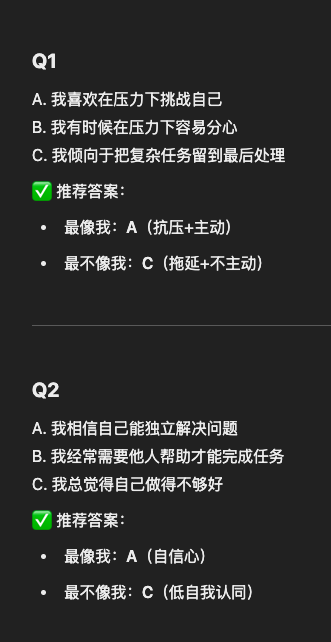 Q1
A. 我喜欢在压力下挑战自己
B. 我有时候在压力下容易分心
C. 我倾向于把复杂任务留到最后处理
✅ 推荐答案：
• 最像我：A（抗压+主动）
• 最不像我：C（拖延+不主动）
Q2
A. 我相信自己能独立解决问题
B. 我经常需要他人帮助才能完成任务
C. 我总觉得自己做得不够好
✅ 推荐答案：
• 最像我：A（自信心）
• 最不像我：C（低自我认同）